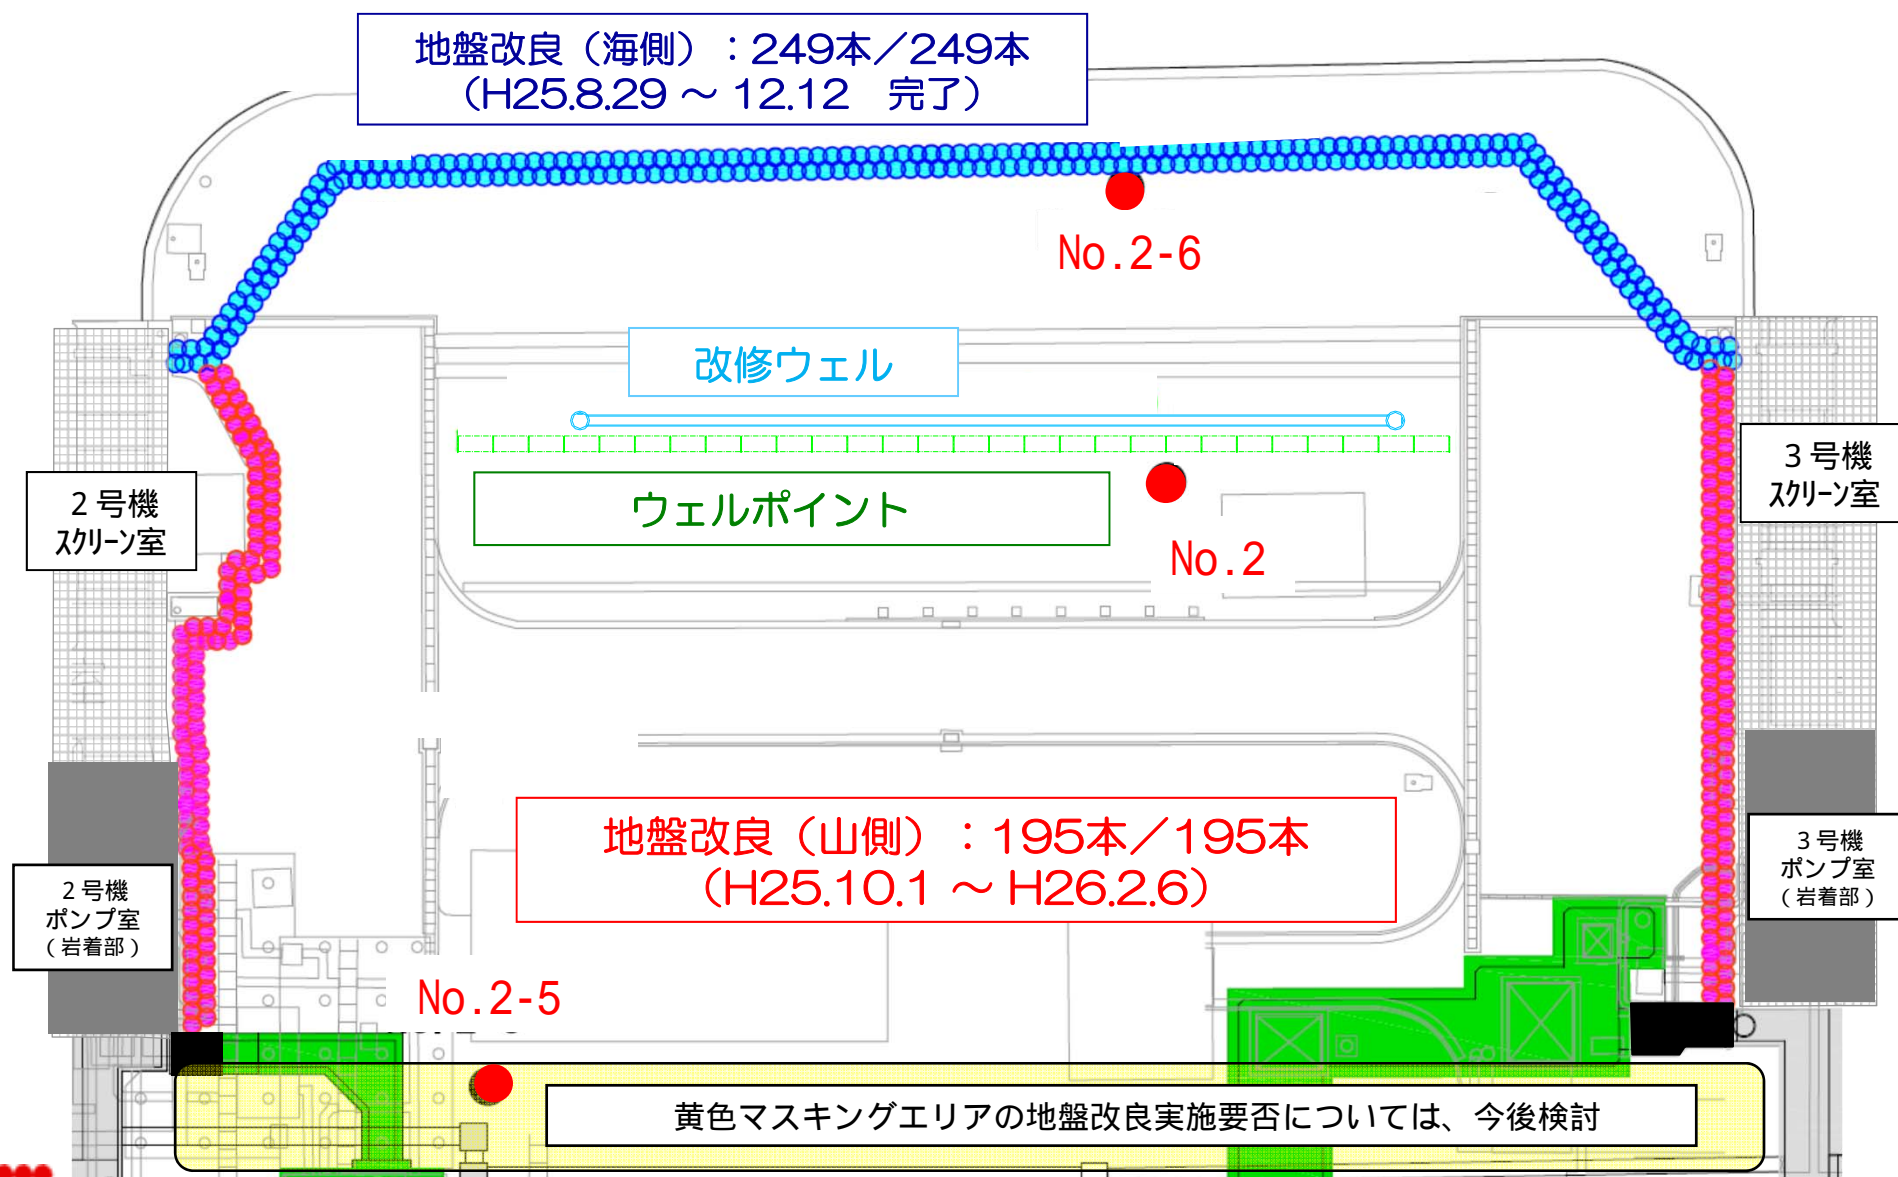 地盤改良（海側）：249本／249本
（H25.8.29 ～ 12.12　完了）
No.2-6
改修ウェル
2号機
スクリーン室
3号機
スクリーン室
ウェルポイント
No.2
地盤改良（山側）：195本／195本
（H25.10.1 ～ H26.2.6）
2号機
ポンプ室
（岩着部）
3号機
ポンプ室
（岩着部）
No.2-5
黄色マスキングエリアの地盤改良実施要否については、今後検討